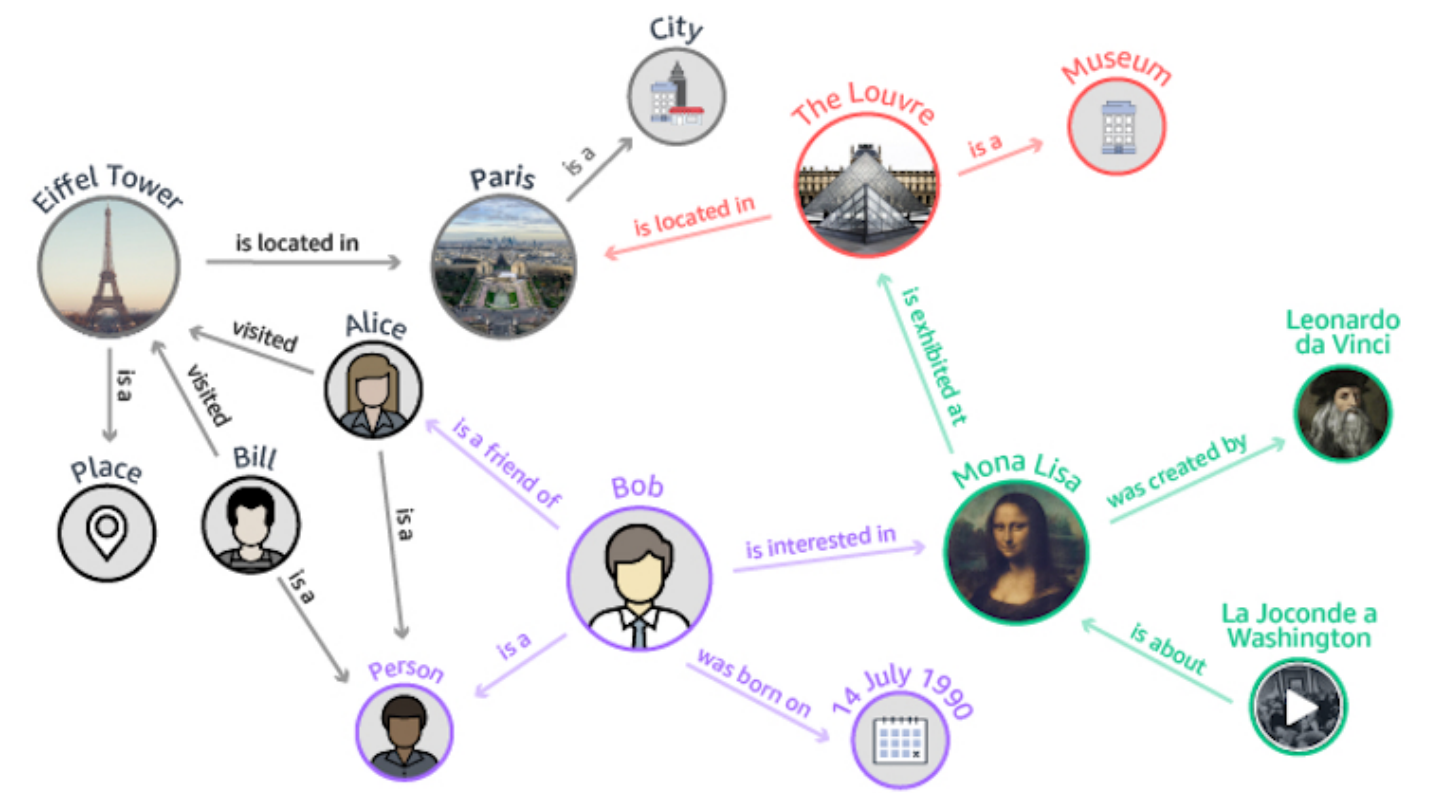 City
Museum
The Louvre
is a
is a
Eiffel Tower
Paris
is located in
is located in
visited
Alice
is exhibited at
Leonardo
da Vinci
is a
visited
is a friend of
Place
Bill
Mona Lisa
was created by
Bob
is a
is interested in
is a
La Joconde a
Washington
is about
is a
Person
was born on
14 July 1990